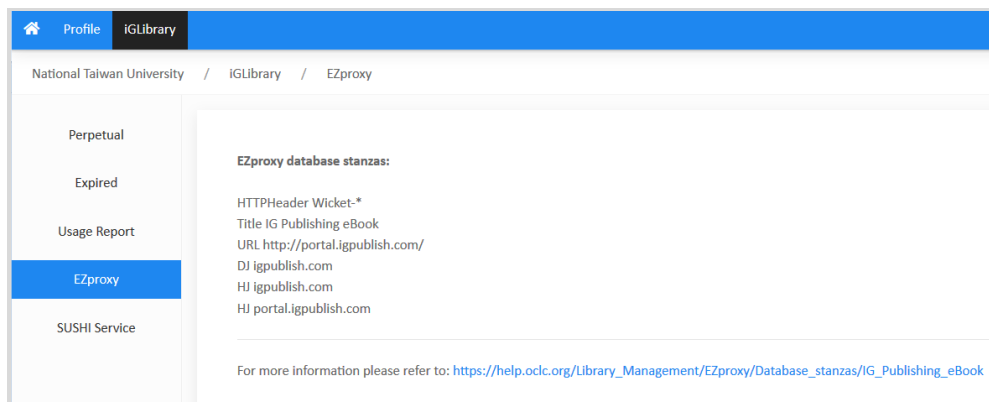 Profile iGLibrary
National Taiwan University / iGLibrary / EZproxy
Perpetual
Expired
Usage Report
EZproxy
SUSHI Service
EZproxy database stanzas:
HTTPHeader Wicket-*
Title IG Publishing eBook
URL http://portal.igpublish.com/
DJ igpublish.com
HJ igpublish.com
HJ portal.igpublish.com
For more information please refer to: https://help.oclc.org/Library_Management/EZproxy/Database_stanzas/IG_Publishing_eBook